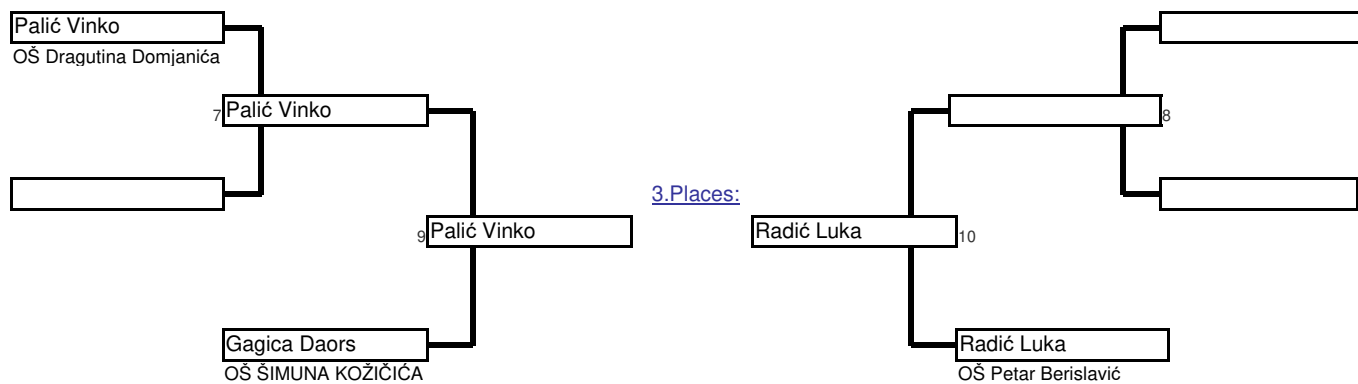 Palić Vinko
OŠ Dragutina Domjanića
7 Palić Vinko
8
3.Places:
9 Palić Vinko
Radić Luka 10
Gagica Daors
OŠ ŠIMUNA KOŽIČIĆA
Radić Luka
OŠ Petar Berislavić